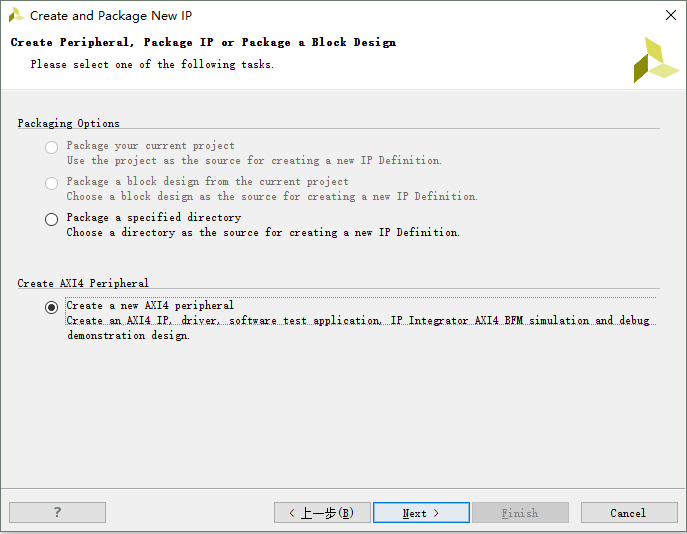 Create and Package New IP
Create Peripheral, Package IP or Package a Block Design
Please select one of the following tasks.
Packaging Options
Package your current project
Use the project as the source for creating a new IP Definition.
Package a block design from the current project
Choose a block design as the source for creating a new IP Definition.
Package a specified directory
Choose a directory as the source for creating a new IP Definition.
Create AXI4 Peripheral
Create a new AXI4 peripheral
Create an AXI4 IP, driver, software test application, IP Integrator AXI4 BFM simulation and debug
demonstration design.
? < 上一步(B) Next > Finish Cancel